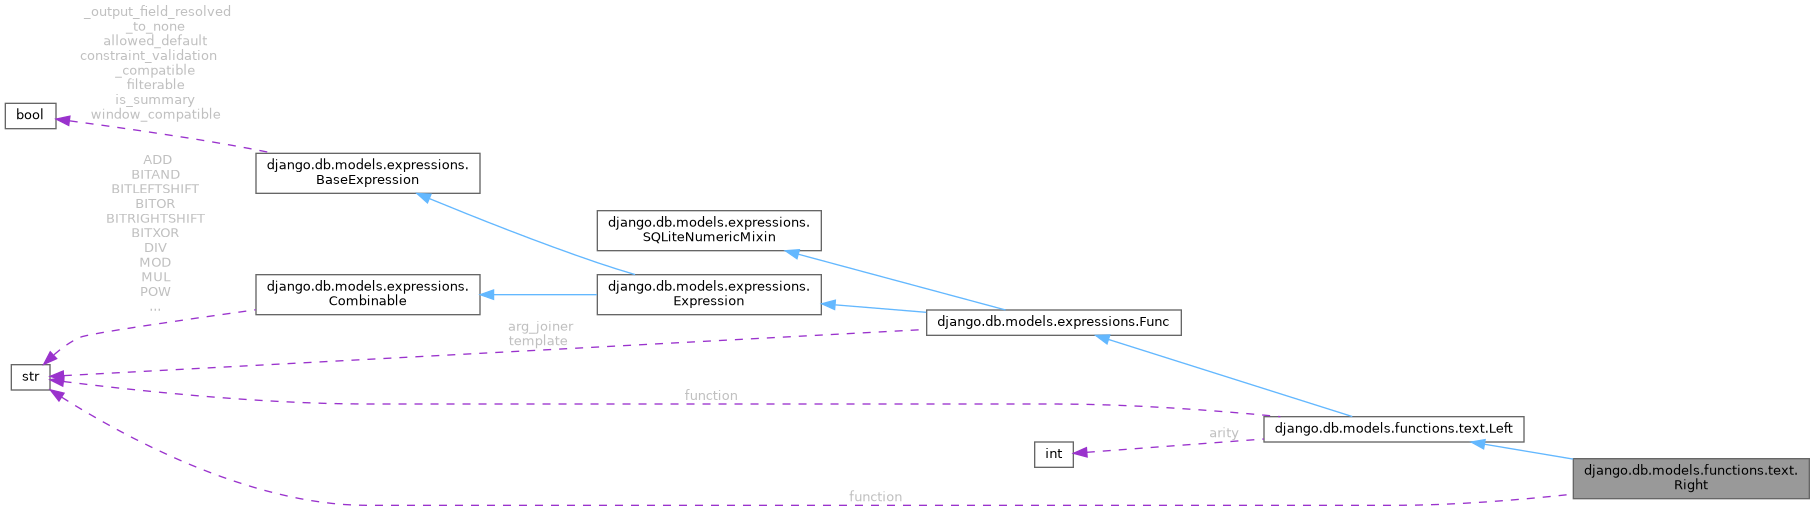 _output_field_resolved
_to_none
allowed_default
constraint_validation
_compatible
filterable
is_summary
window_compatible
bool
django.db.models.expressions.
BaseExpression
ADD
BITAND
BITLEFTSHIFT
BITOR
BITRIGHTSHIFT
BITXOR
DIV
MOD
MUL
POW
...
django.db.models.expressions.
SQLiteNumericMixin
django.db.models.expressions.
Combinable
django.db.models.expressions.
Expression
django.db.models.expressions.Func
arg_joiner
template
str
function
django.db.models.functions.text.Left
arity
int
django.db.models.functions.text.
Right
function